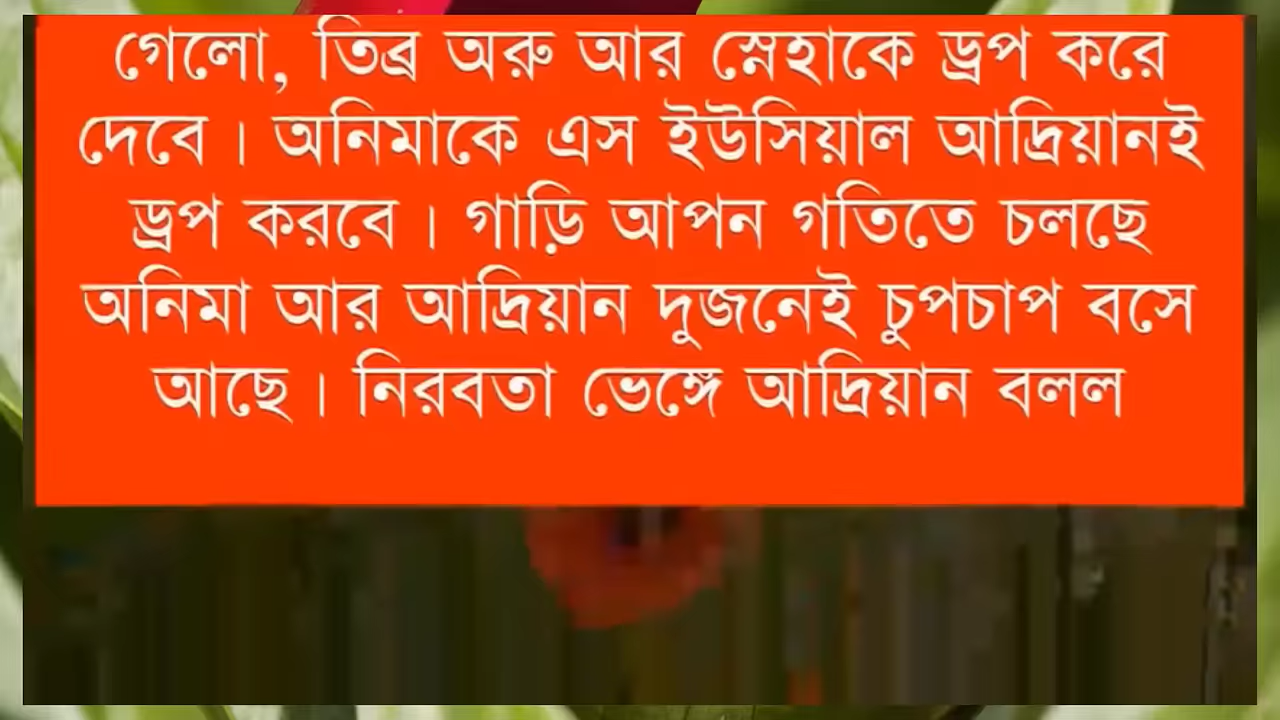 গেলো, তিব্র অরু আর স্নেহাকে ড্রপ করে
দেবে। অনিমাকে এস ইউসিয়াল আদ্রিয়ানই
ড্রপ করবে। গাড়ি আপন গতিতে চলছে
অনিমা আর আদ্রিয়ান দুজনেই চুপচাপ বসে
আছে। নিরবতা ভেঙ্গে আদ্রিয়ান বলল